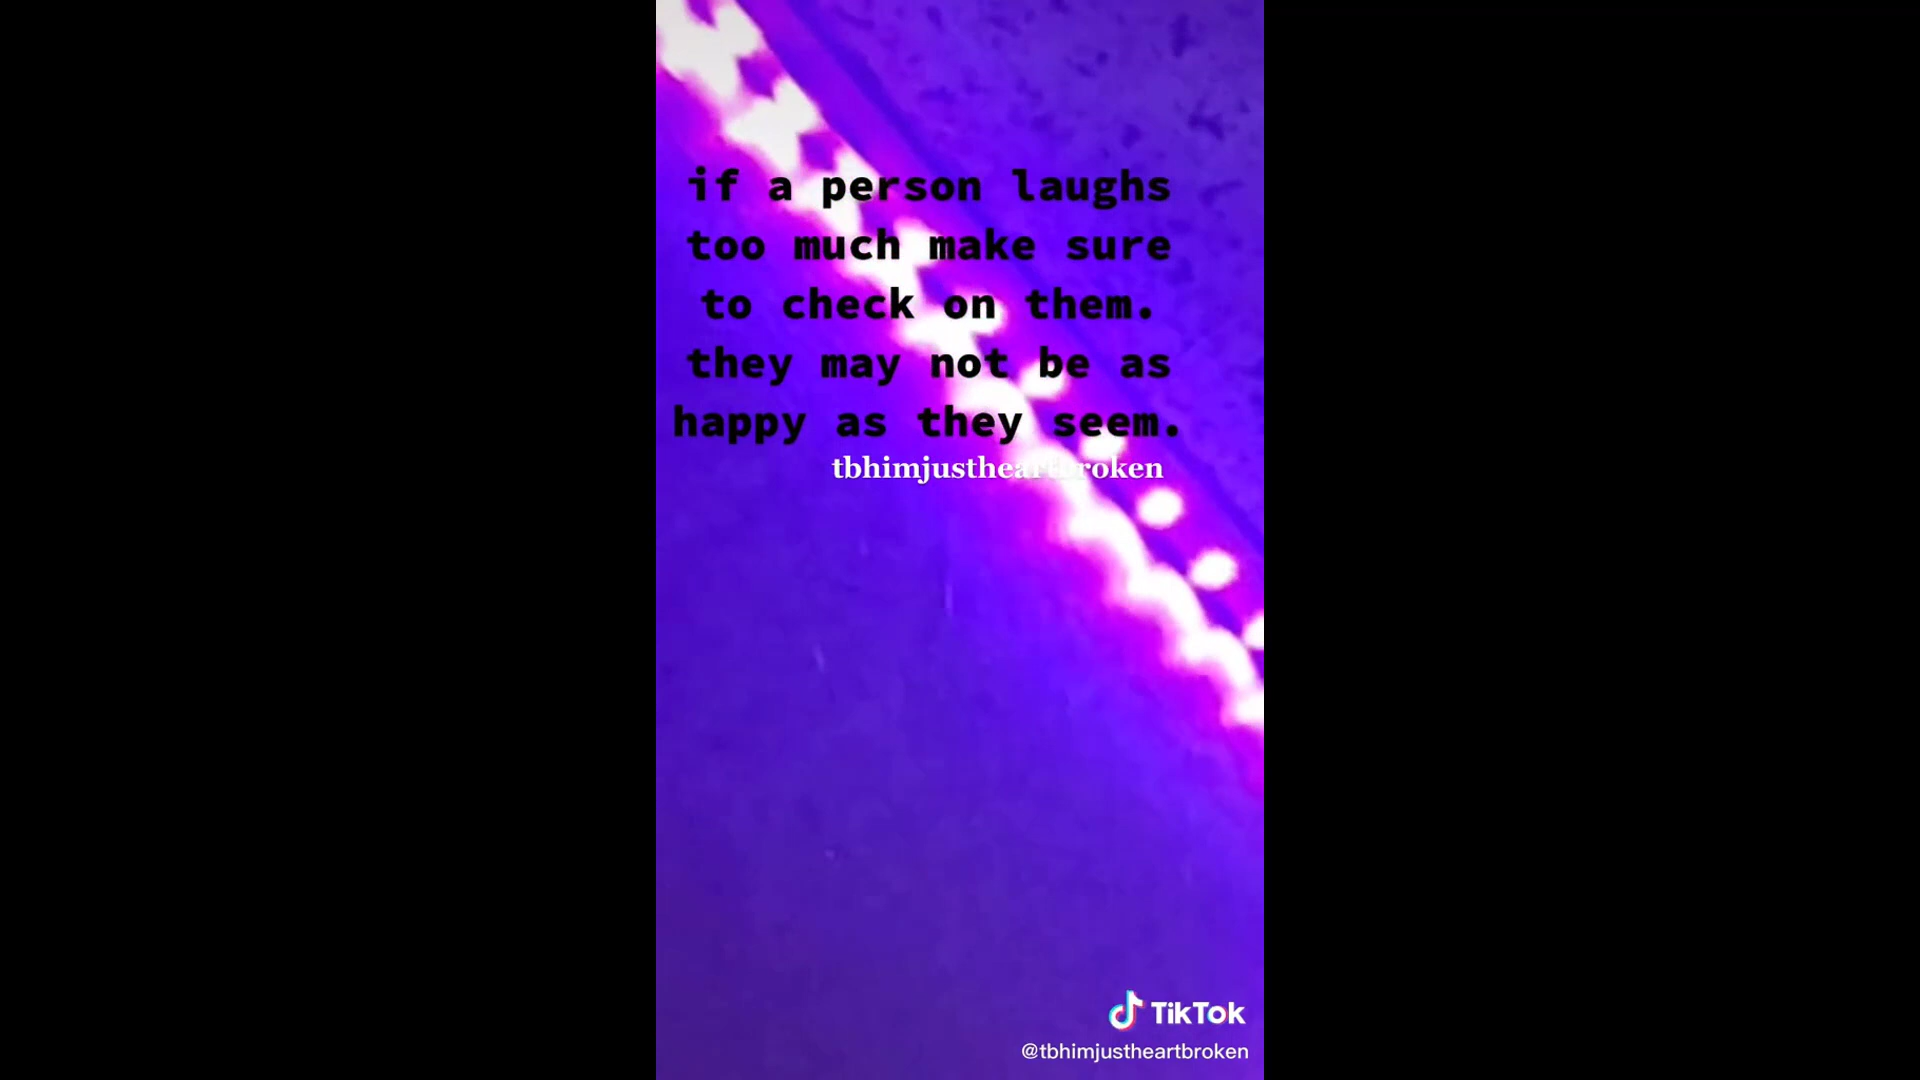 if a person laughs
too much make sure
to check on them.
they may not be as
happy as they seem.
tbhimjustheartbroken
TikTok
@tbhimjustheartbroken